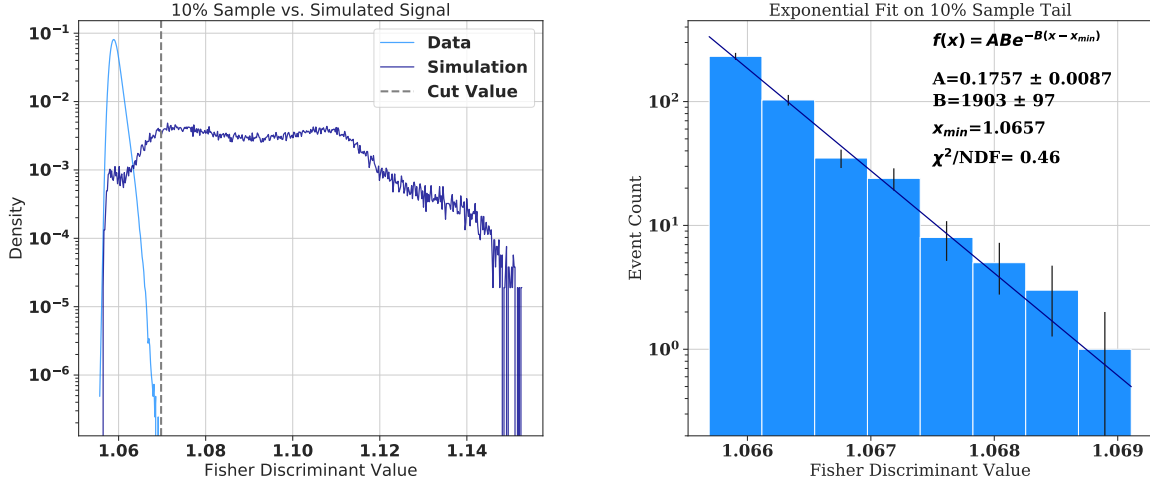 10% Sample vs. Simulated Signal
10⁻¹
10⁻²
10⁻³
10⁻⁴
10⁻⁵
10⁻⁶
Density
Data
Simulation
Cut Value
1.06 1.08 1.10 1.12 1.14
Fisher Discriminant Value
Exponential Fit on 10% Sample Tail
10²
10¹
10⁰
Event Count
f(x) = ABe^{-B(x-x_{min})}
A=0.1757 ± 0.0087
B=1903 ± 97
x_{min}=1.0657
χ²/NDF= 0.46
1.066 1.067 1.068 1.069
Fisher Discriminant Value